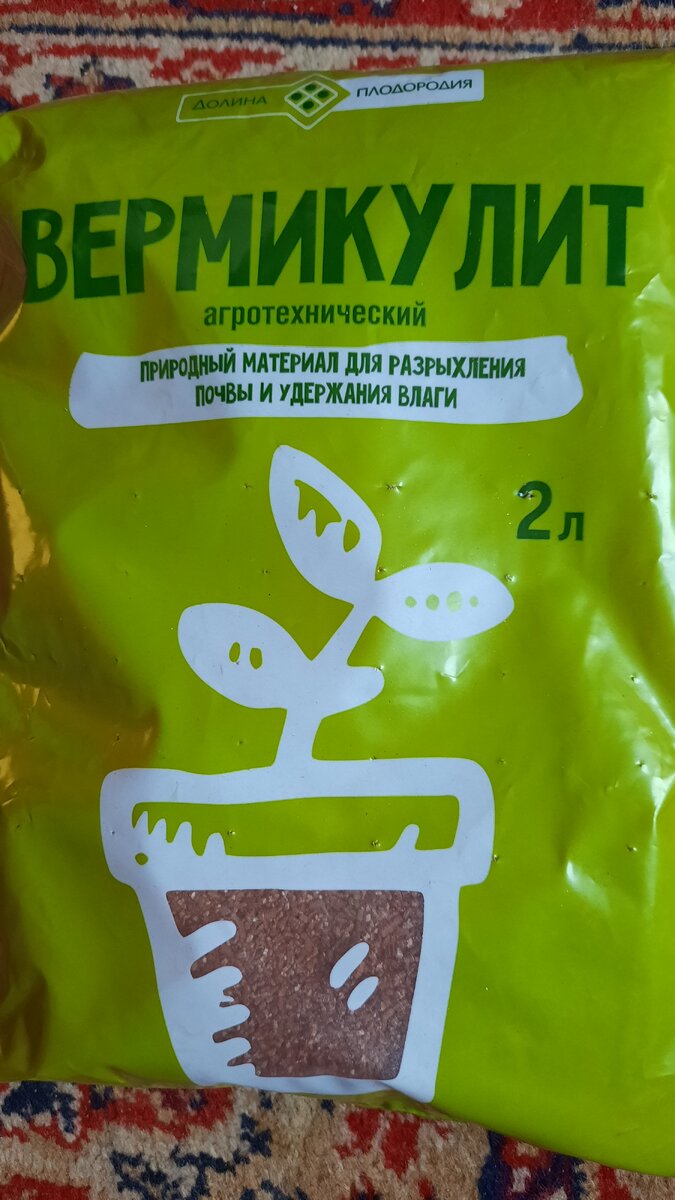 ДОЛИНА ПЛОДОРОДИЯ
ВЕРМИКУЛИТ
агротехнический
ПРИРОДНЫЙ МАТЕРИАЛ ДЛЯ РАЗРЫХЛЕНИЯ
ПОЧВЫ И УДЕРЖАНИЯ ВЛАГИ
2 л